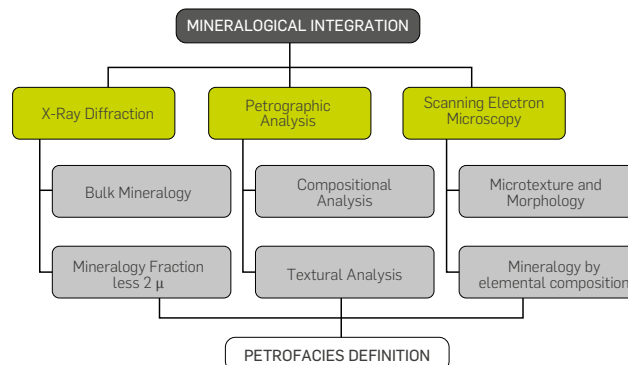 MINERALOGICAL INTEGRATION
X-Ray Diffraction
Petrographic
Analysis
Scanning Electron
Microscopy
Bulk Mineralogy
Compositional
Analysis
Microtexture and
Morphology
Mineralogy Fraction
less 2 μ
Textural Analysis
Mineralogy by
elemental composition
PETROFACIES DEFINITION